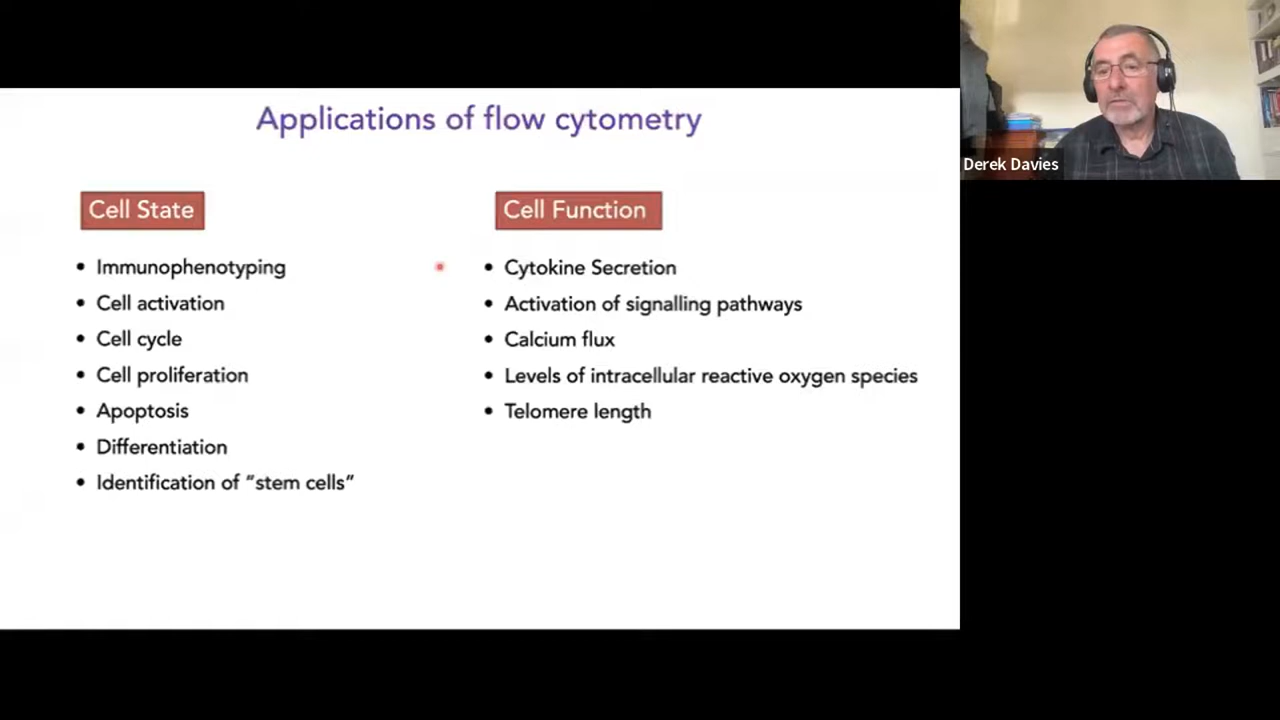 Applications of flow cytometry
Cell State
• Immunophenotyping
• Cell activation
• Cell cycle
• Cell proliferation
• Apoptosis
• Differentiation
• Identification of “stem cells”
Cell Function
• Cytokine Secretion
• Activation of signalling pathways
• Calcium flux
• Levels of intracellular reactive oxygen species
• Telomere length
Derek Davies